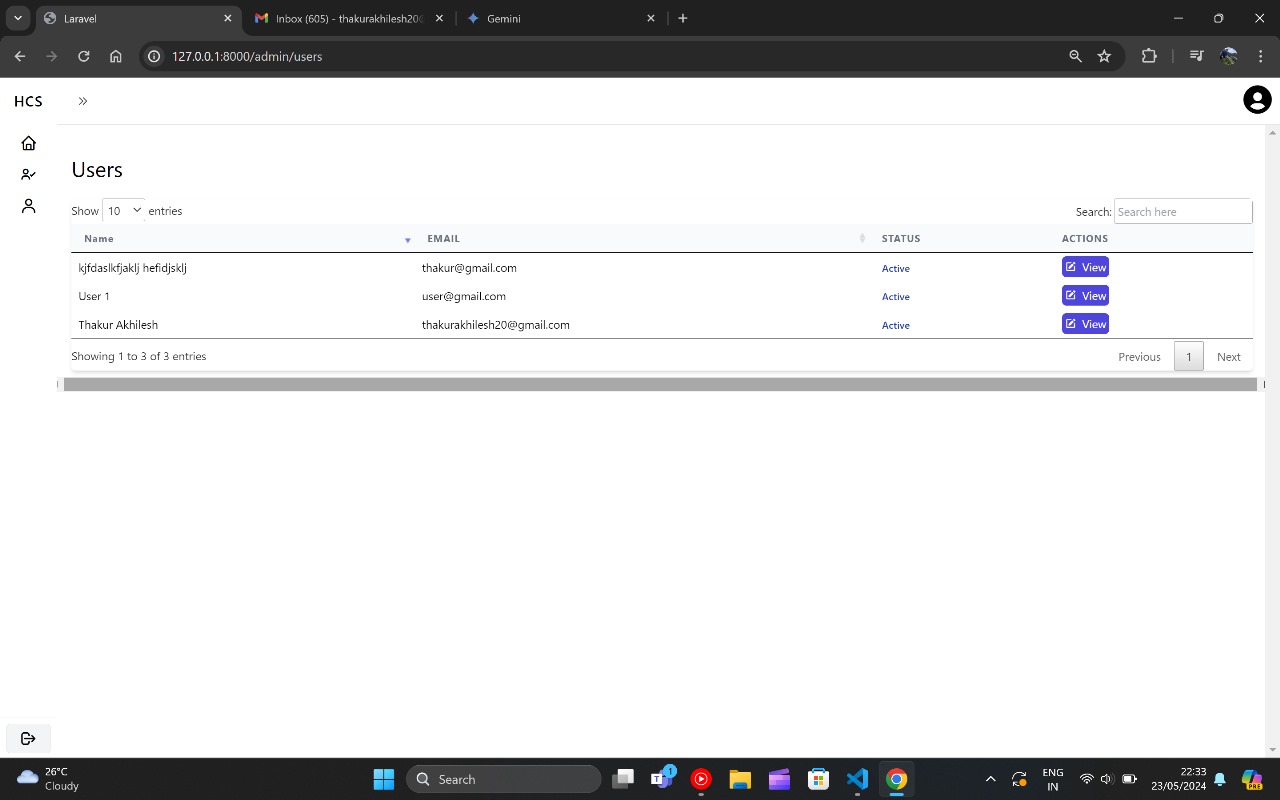 Laravel
Inbox (605) - thakurakhilesh20
Gemini
127.0.0.1:8000/admin/users
HCS
Users
Show 10 entries
Search: Search here
Name EMAIL STATUS ACTIONS
kjfdaslkfjaklj hefidjsklj thakur@gmail.com Active View
User 1 user@gmail.com Active View
Thakur Akhilesh thakurakhilesh20@gmail.com Active View
Showing 1 to 3 of 3 entries
Previous 1 Next
26°C
Cloudy
Search
T
1
ENG
IN
22:33
23/05/2024
PRE